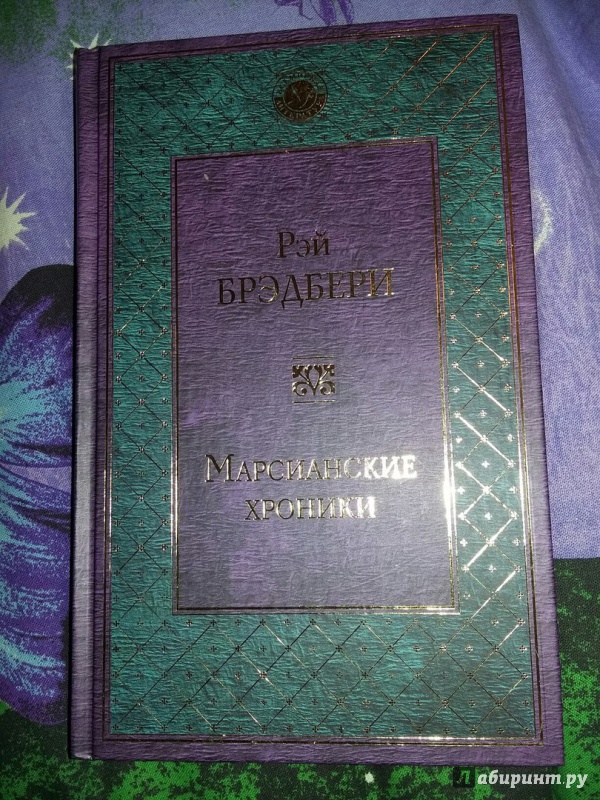 Рэй
БРЭДБЕРИ
Марсианские
хроники
Лабиринт.ру